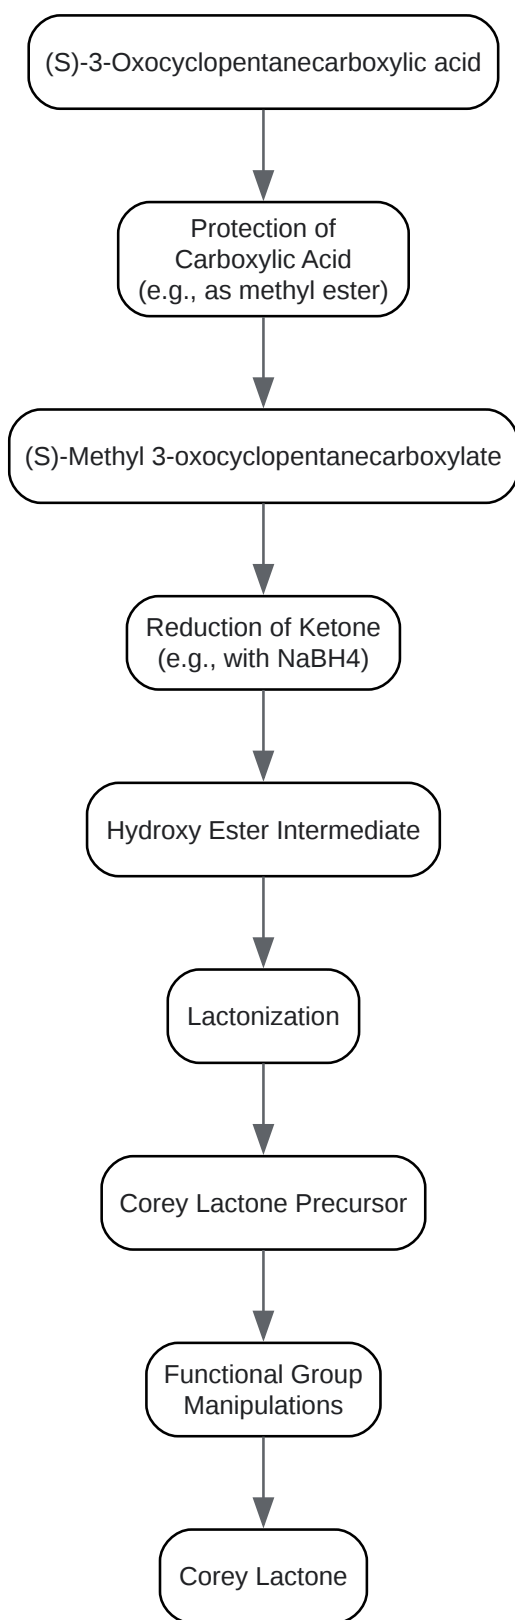 (S)-3-Oxocyclopentanecarboxylic acid
Protection of
Carboxylic Acid
(e.g., as methyl ester)
(S)-Methyl 3-oxocyclopentanecarboxylate
Reduction of Ketone
(e.g., with NaBH4)
Hydroxy Ester Intermediate
Lactonization
Corey Lactone Precursor
Functional Group
Manipulations
Corey Lactone